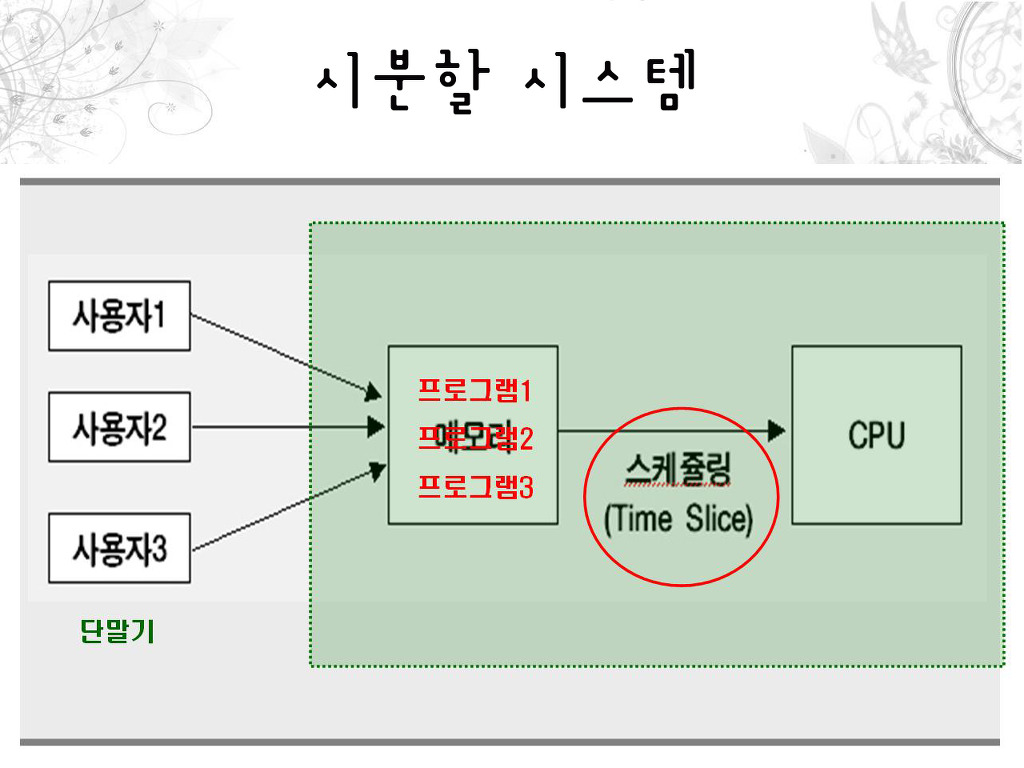 시분할 시스템
사용자1
사용자2
사용자3
단말기
프로그램1
메모리
프로그램2
프로그램3
스케쥴링
(Time Slice)
CPU